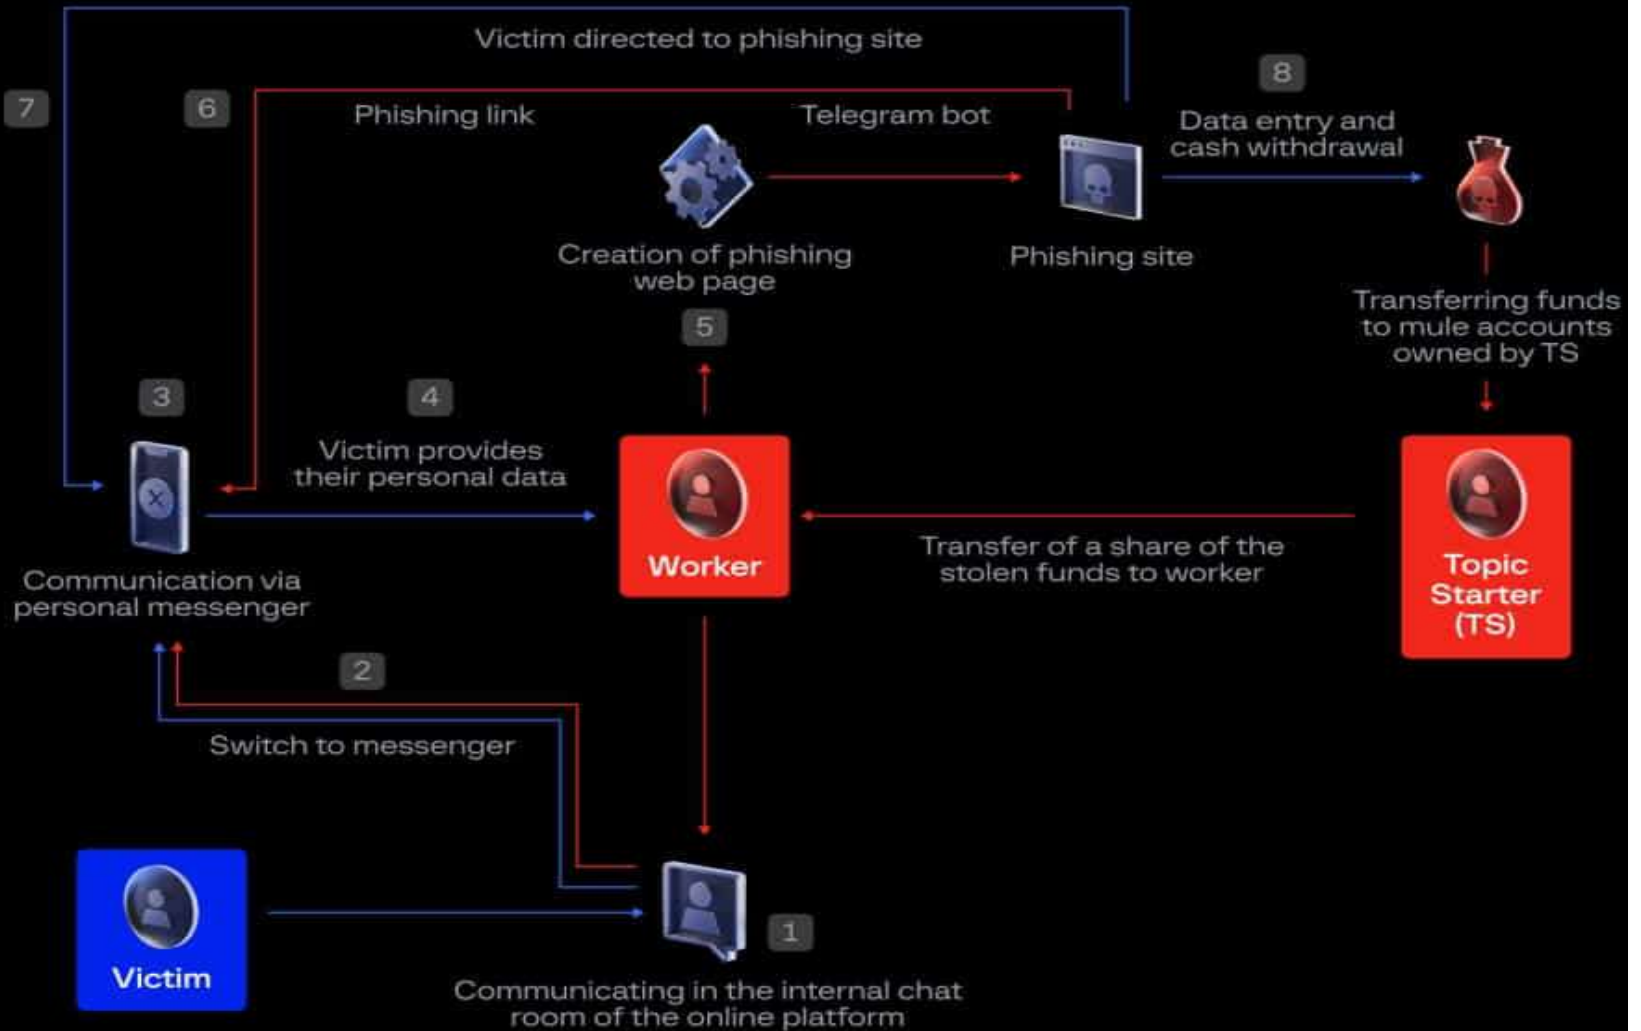 Victim directed to phishing site
8
7
6
Phishing link
Telegram bot
Data entry and
cash withdrawal
Creation of phishing
web page
Phishing site
5
Transferring funds
to mule accounts
owned by TS
3
4
Victim provides
their personal data
Worker
Transfer of a share of the
stolen funds to worker
Topic
Starter
(TS)
Communication via
personal messenger
2
Switch to messenger
Victim
1
Communicating in the internal chat
room of the online platform